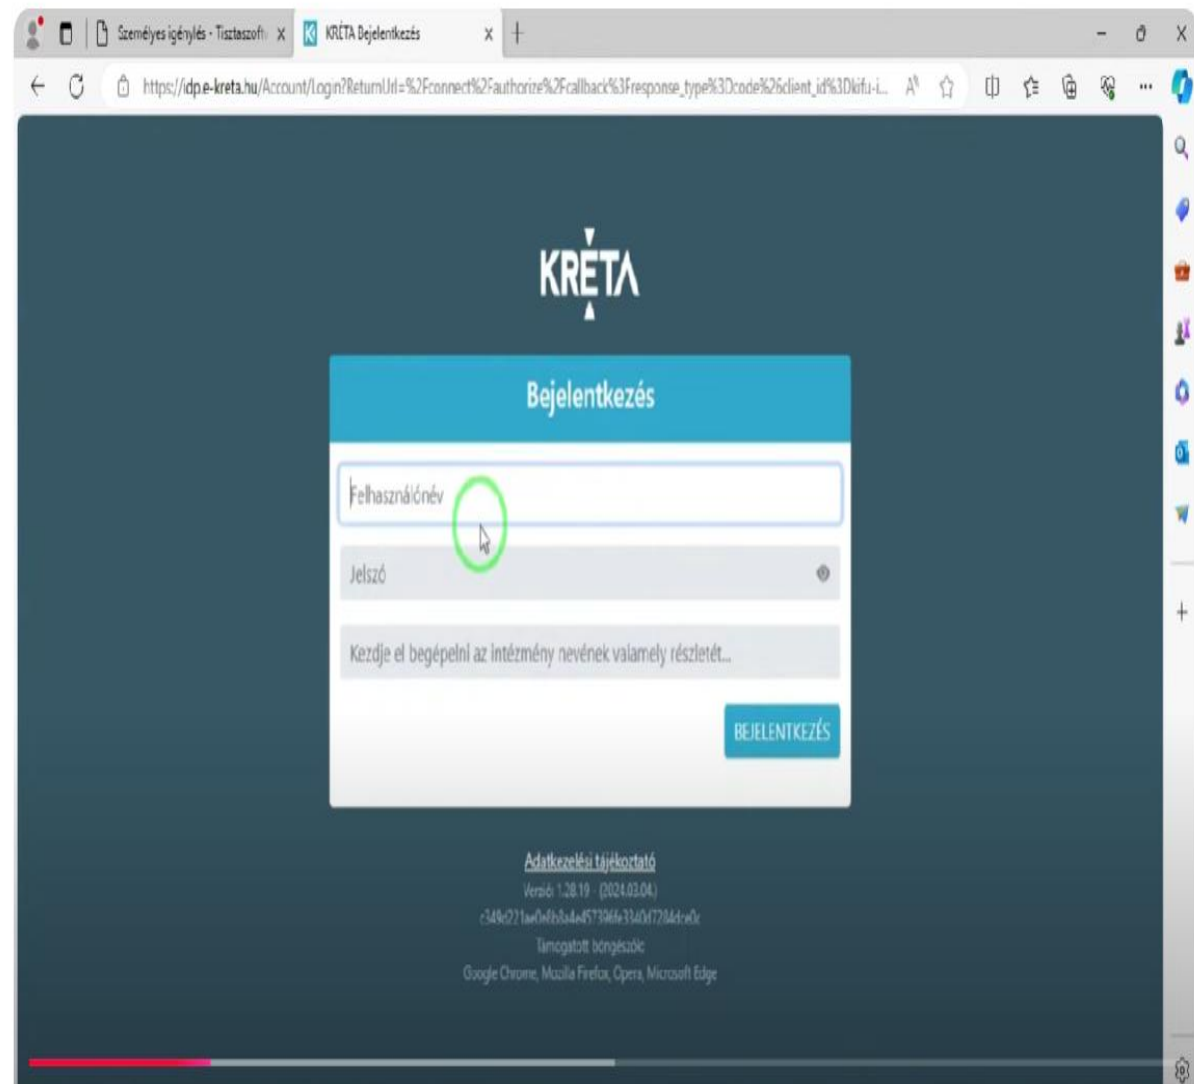 Személyes igénylés - Tisztaszoftv
KRÉTA Bejelentkezés
https://idp.e-kreta.hu/Account/Login?ReturnUrl=%2Fconnect%2Fauthorize%2Fcallback%3Fresponse_type%3Dcode%26client_id%3Dkifu-i...
KRÉTA
Bejelentkezés
Felhasználónév
Jelszó
Kezdje el begépelni az intézmény nevének valamely részletét...
BEJELENTKEZÉS
Adatkezelési tájékoztató
Verzió: 1.28.19 - (2024.03.04.)
Támogatott böngészők:
Google Chrome, Mozilla Firefox, Opera, Microsoft Edge